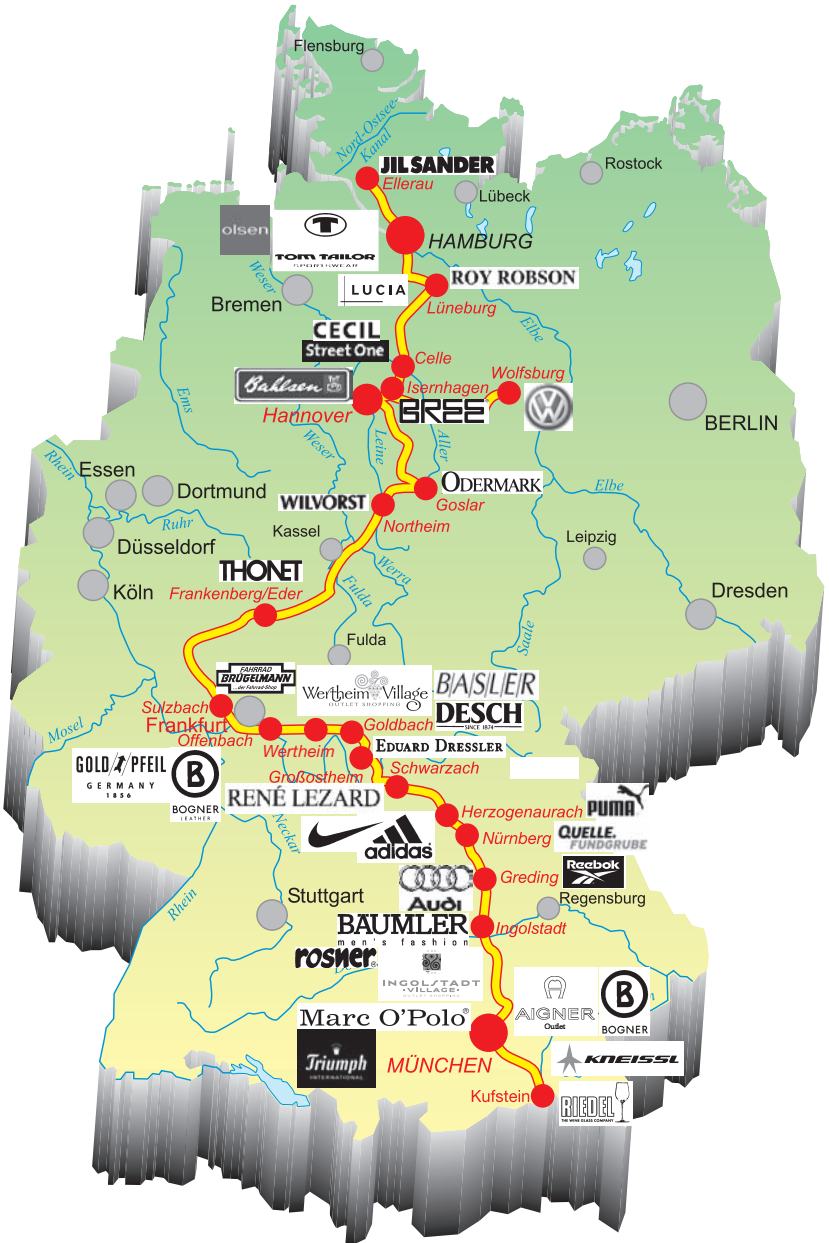 Flensburg
Nord-Ostsee-
Kanal
JIL SANDER
Ellerau
Rostock
Lübeck
olsen
T
TOM TAILOR
SPORTSWEAR
HAMBURG
Weser
LUCIA
ROY ROBSON
Bremen
Lüneburg
Elbe
CECIL
Street One
Celle
Wolfsburg
Bahlsen
Isernhagen
Ems
Hannover
BREE
VW
BERLIN
Weser
Leine
Aller
Rhein
Essen
Dortmund
ODERMARK
Elbe
WILVORST
Goslar
Ruhr
Northeim
Düsseldorf
Kassel
Leipzig
THONET
Werra
Köln
Frankenberg/Eder
Fulda
Dresden
Saale
Fulda
FAHRRAD
BRÜGELMANN
...der Fahrrad-Shop
Wertheim Village
OUTLET SHOPPING
BASLER
DESCH
SINCE 1874
Sulzbach
Frankfurt
Mosel
Offenbach
Goldbach
Wertheim
EDUARD DRESSLER
GOLD PFEIL
GERMANY
1856
B
BOGNER
LEATHER
Großostheim
Schwarzach
RENÉ LEZARD
Herzogenaurach
PUMA
Neckar
adidas
Nürnberg
QUELLE.
FUNDGRUBE
Reebok
Greding
Audi
Rhein
Stuttgart
Regensburg
BÄUMLER
men's fashion
Ingolstadt
rosner
INGOLSTADT
VILLAGE
OUTLET SHOPPING
AIGNER
Outlet
B
BOGNER
Marc O'Polo®
Triumph
INTERNATIONAL
MÜNCHEN
KNEISSL
Kufstein
RIEDEL
THE WINE GLASS COMPANY